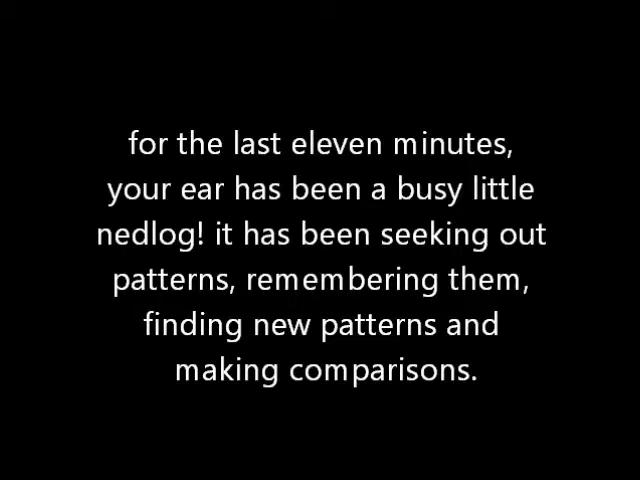 for the last eleven minutes,
your ear has been a busy little
nedlog! it has been seeking out
patterns, remembering them,
finding new patterns and
making comparisons.